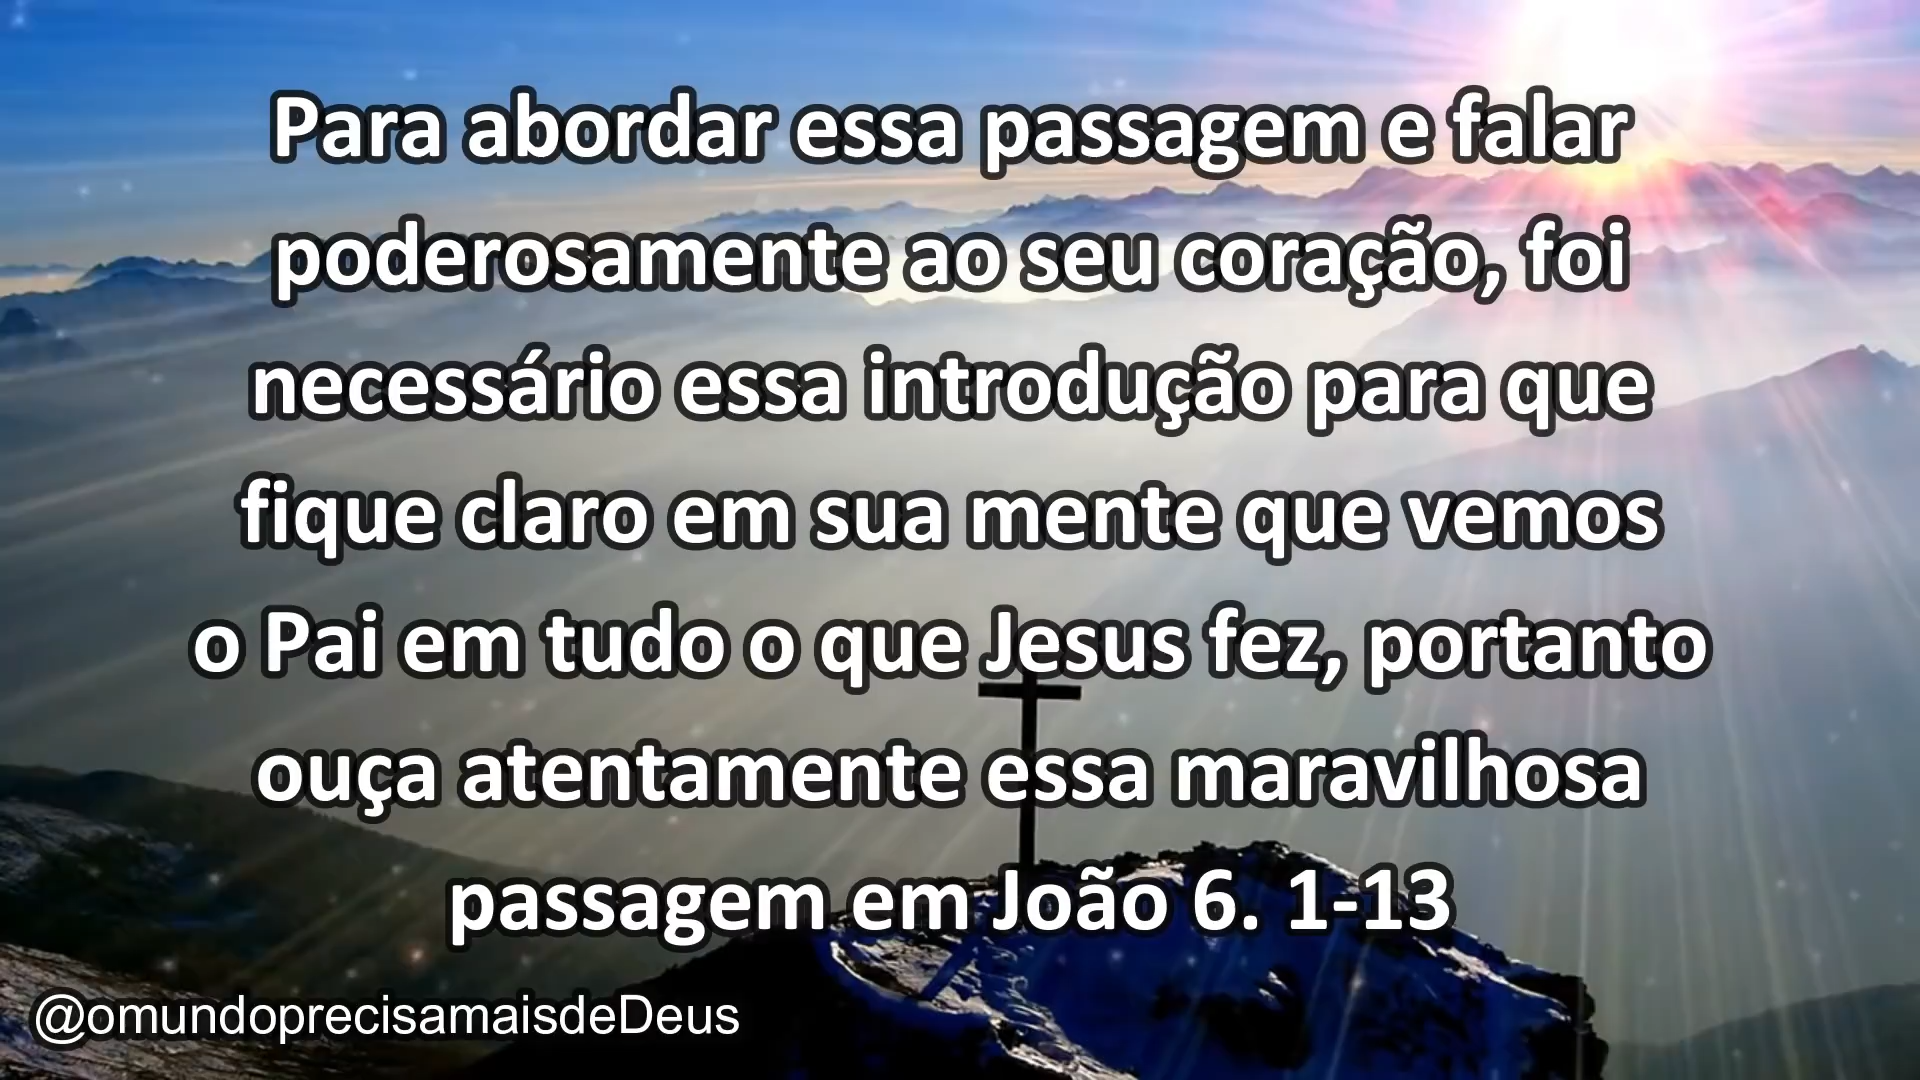 Para abordar essa passagem e falar
poderosamente ao seu coração, foi
necessário essa introdução para que
fique claro em sua mente que vemos
o Pai em tudo o que Jesus fez, portanto
ouça atentamente essa maravilhosa
passagem em João 6. 1-13
@omundoprecisamaisdeDeus